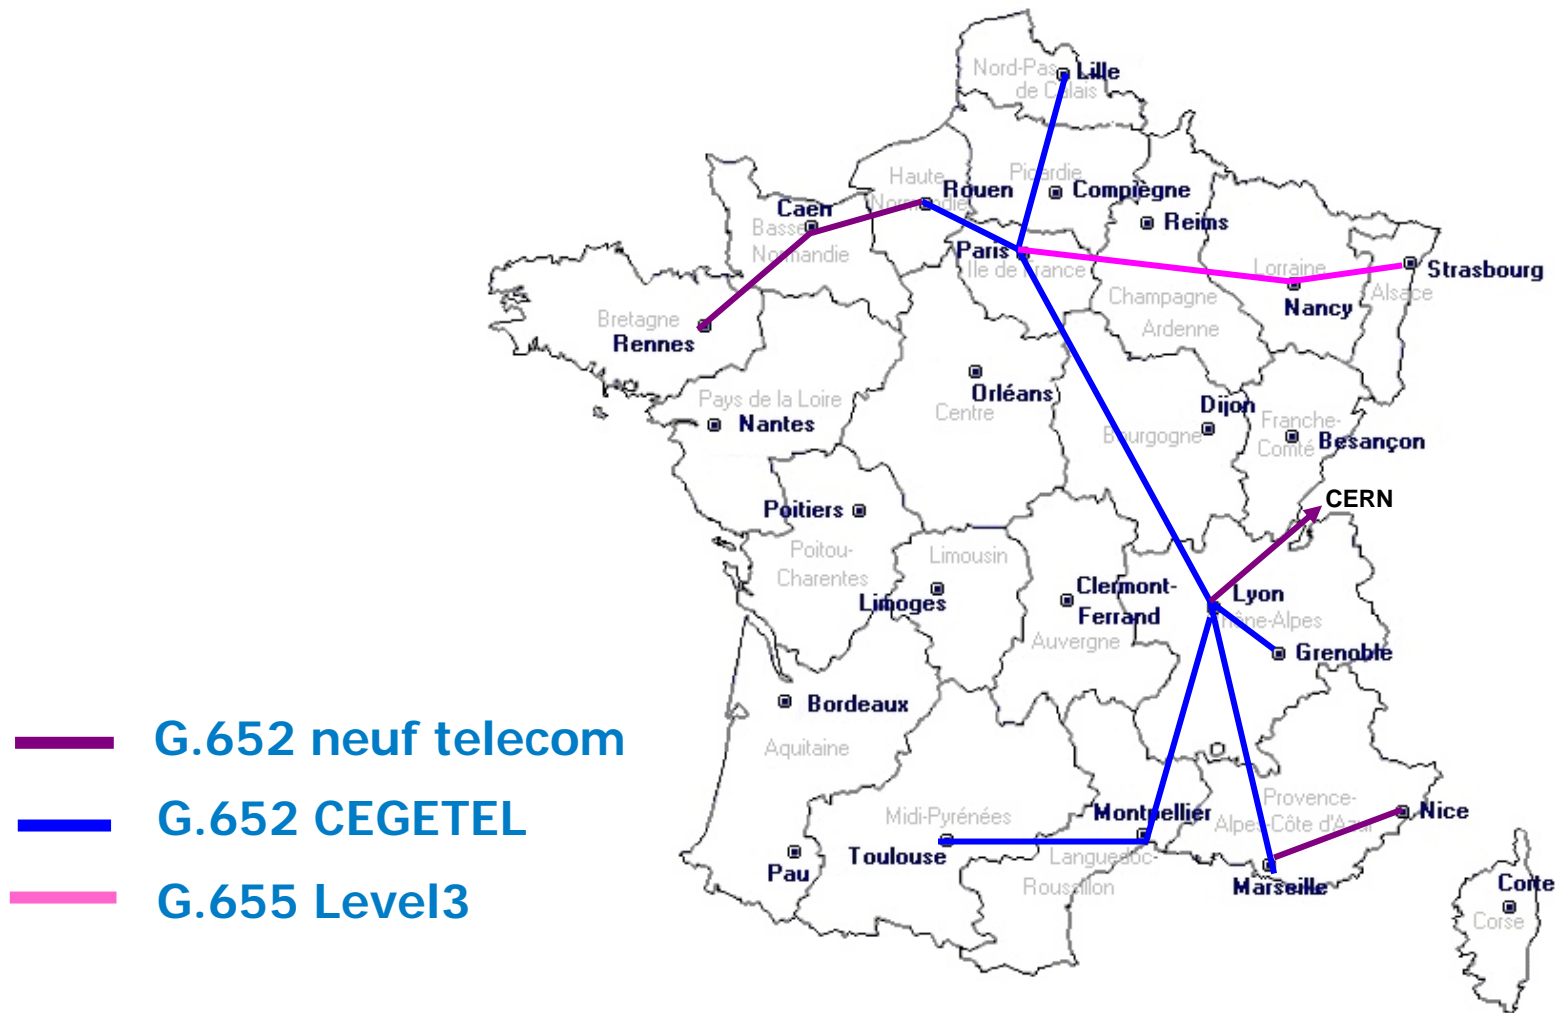 Nord-Pas
de Calais
Lille
Haute
Normandie
Rouen
Picardie
Compiègne
Reims
Caen
Basse
Normandie
Paris
Ile de France
Lorraine
Nancy
Strasbourg
Alsace
Champagne
Ardenne
Bretagne
Rennes
Orléans
Centre
Pays de la Loire
Nantes
Dijon
Bourgogne
Franche-
Comté
Besançon
CERN
Poitiers
Poitou-
Charentes
Limousin
Limoges
Clermont-
Ferrand
Auvergne
Lyon
Rhône-Alpes
Grenoble
Bordeaux
Aquitaine
G.652 neuf telecom
G.652 CEGETEL
G.655 Level3
Midi-Pyrénées
Toulouse
Pau
Montpellier
Languedoc-
Roussillon
Provence-
Alpes-Côte d'Azur
Nice
Marseille
Corte
Corse